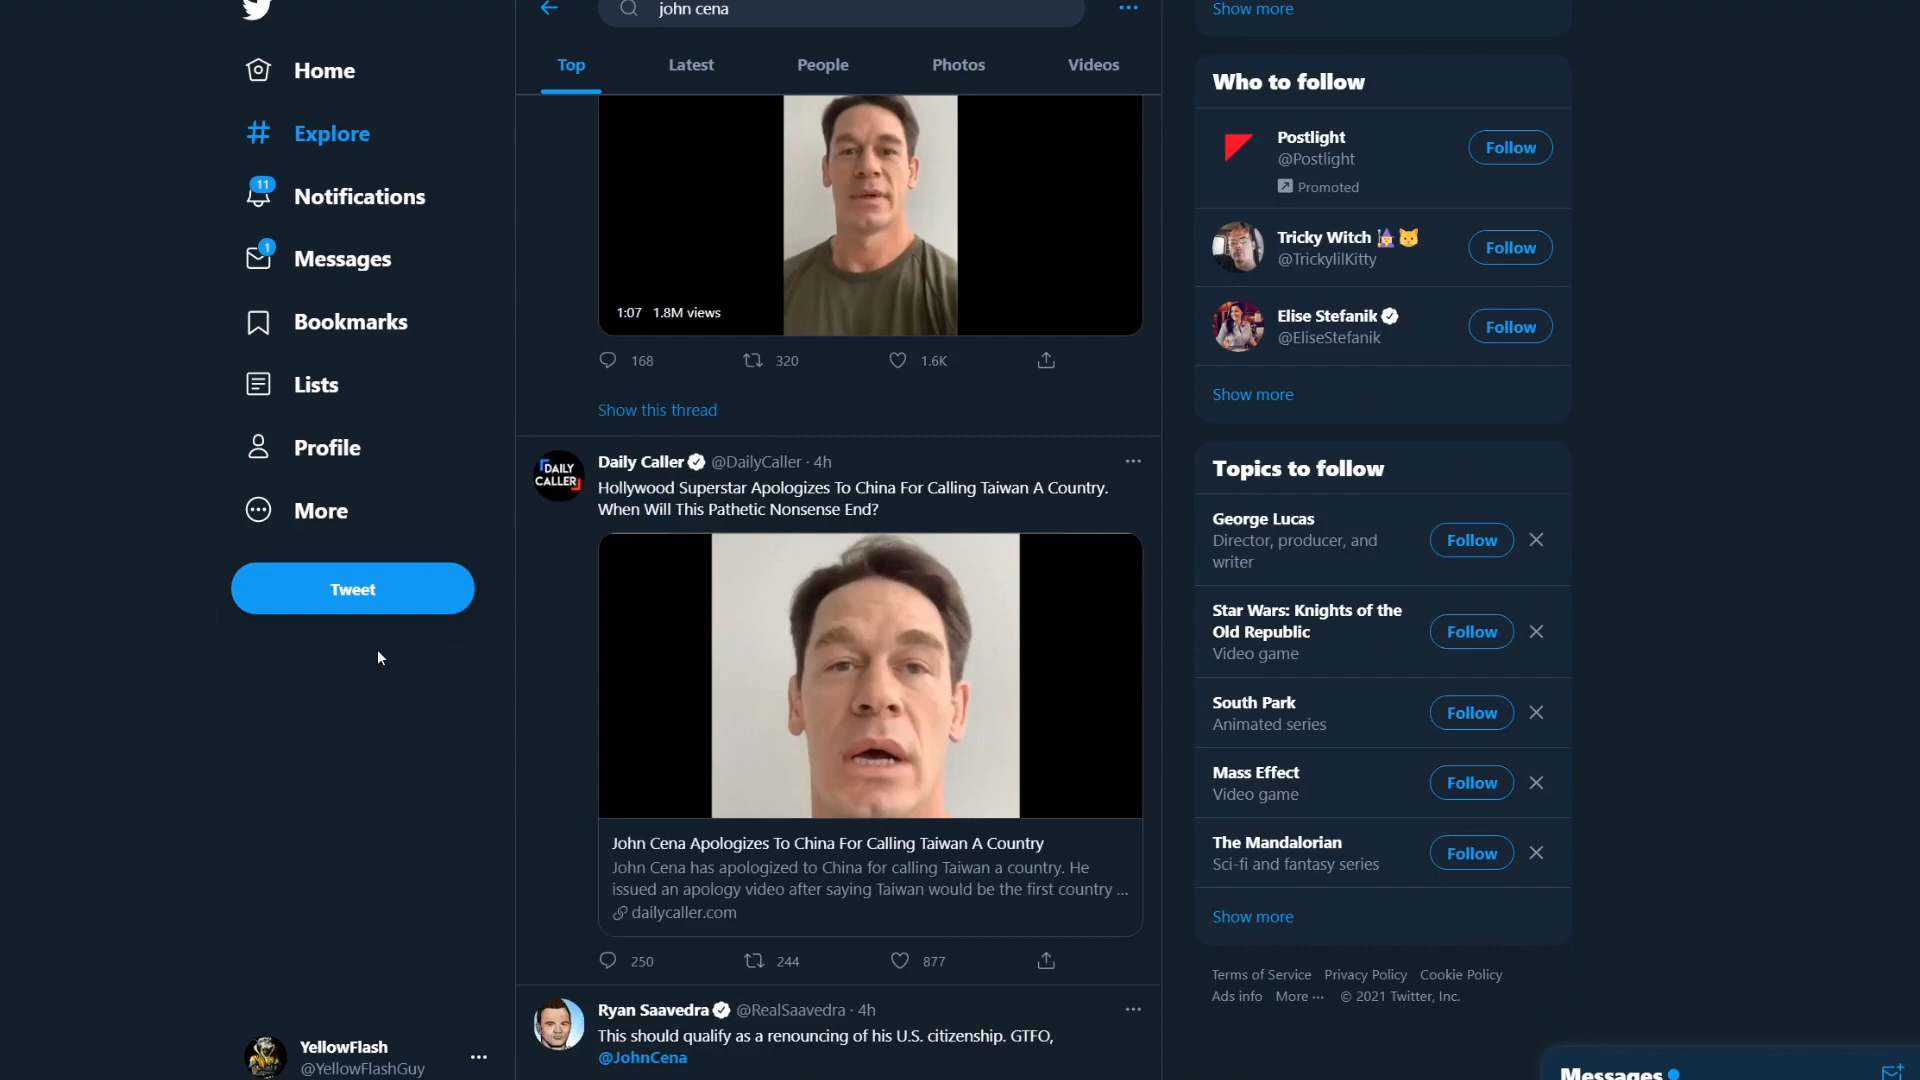 john cena
Top
Latest
People
Photos
Videos
Home
Explore
11
Notifications
1
Messages
Bookmarks
Lists
Profile
More
Tweet
YellowFlash
@YellowFlashGuy
1:07 1.8M views
168
320
1.6K
Show this thread
DAILY
CALLER
Daily Caller @DailyCaller · 4h
Hollywood Superstar Apologizes To China For Calling Taiwan A Country.
When Will This Pathetic Nonsense End?
John Cena Apologizes To China For Calling Taiwan A Country
John Cena has apologized to China for calling Taiwan a country. He
issued an apology video after saying Taiwan would be the first country ...
dailycaller.com
250
244
877
Ryan Saavedra @RealSaavedra · 4h
This should qualify as a renouncing of his U.S. citizenship. GTFO,
@JohnCena
Show more
Who to follow
Postlight
@Postlight
Promoted
Follow
Tricky Witch
@TrickylilKitty
Follow
Elise Stefanik
@EliseStefanik
Follow
Show more
Topics to follow
George Lucas
Director, producer, and
writer
Follow
Star Wars: Knights of the
Old Republic
Video game
Follow
South Park
Animated series
Follow
Mass Effect
Video game
Follow
The Mandalorian
Sci-fi and fantasy series
Follow
Show more
Terms of Service Privacy Policy Cookie Policy
Ads info More ··· © 2021 Twitter, Inc.
Messages